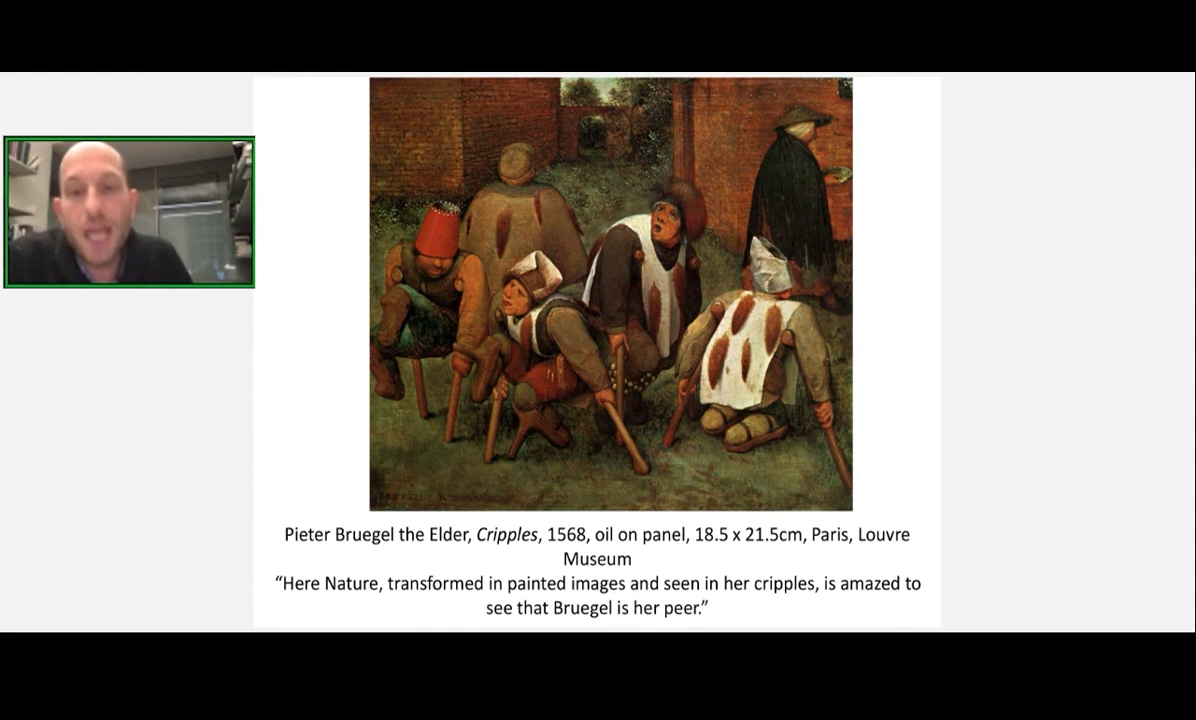 Pieter Bruegel the Elder, Cripples, 1568, oil on panel, 18.5 x 21.5cm, Paris, Louvre
Museum
“Here Nature, transformed in painted images and seen in her cripples, is amazed to
see that Bruegel is her peer.”